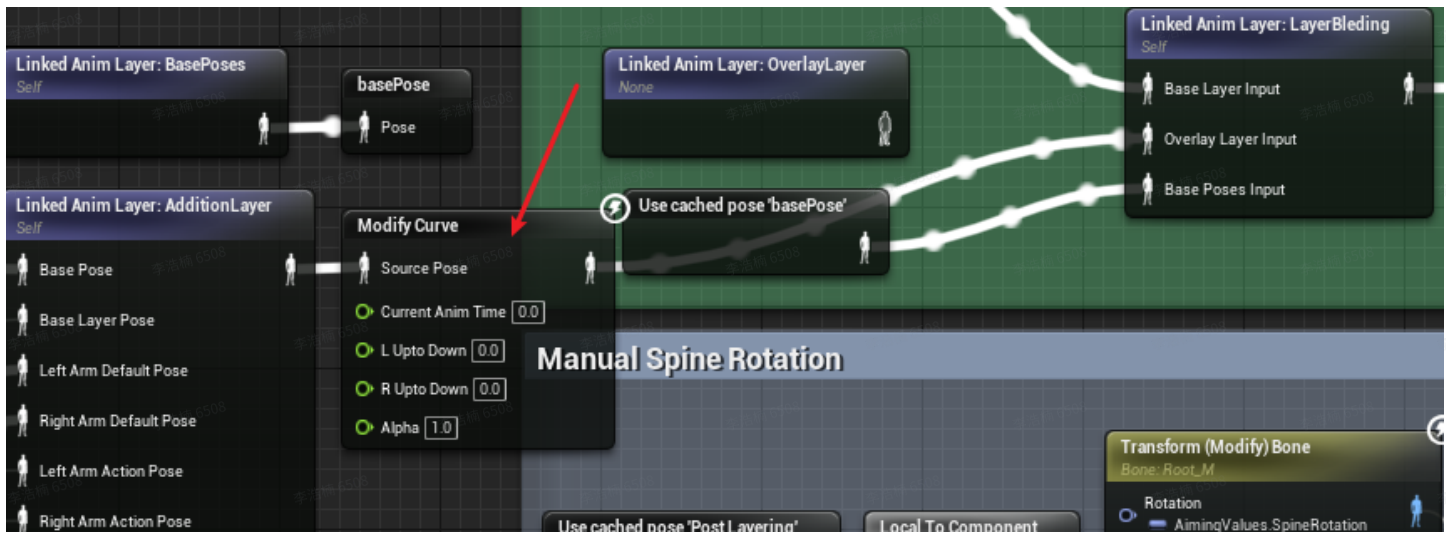 Linked Anim Layer: BasePoses
Self
basePose
Pose
Linked Anim Layer: OverlayLayer
None
Linked Anim Layer: LayerBleding
Self
Base Layer Input
Overlay Layer Input
Base Poses Input
Linked Anim Layer: AdditionLayer
Self
Base Pose
Base Layer Pose
Left Arm Default Pose
Right Arm Default Pose
Left Arm Action Pose
Right Arm Action Pose
Modify Curve
Source Pose
Current Anim Time 0.0
L Upto Down 0.0
R Upto Down 0.0
Alpha 1.0
Use cached pose 'basePose'
Manual Spine Rotation
Transform (Modify) Bone
Bone: Root_M
Rotation
AimingValues.SpineRotation
Use cached pose 'Post Layering'
Local To Component
李浩楠 6508